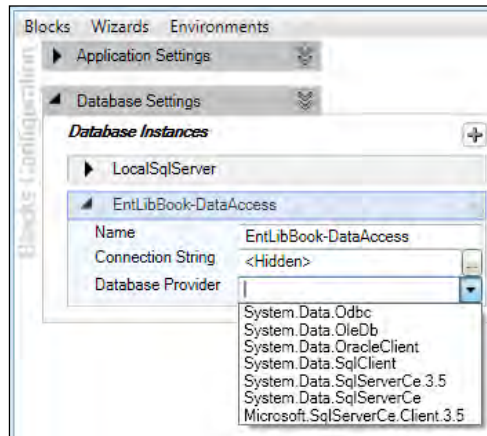 Blocks Wizards Environments
Blocks Configuration
Application Settings
Database Settings
Database Instances
LocalSqlServer
EntLibBook-DataAccess
Name EntLibBook-DataAccess
Connection String <Hidden> ...
Database Provider
System.Data.Odbc
System.Data.OleDb
System.Data.OracleClient
System.Data.SqlClient
System.Data.SqlServerCe.3.5
System.Data.SqlServerCe
Microsoft.SqlServerCe.Client.3.5